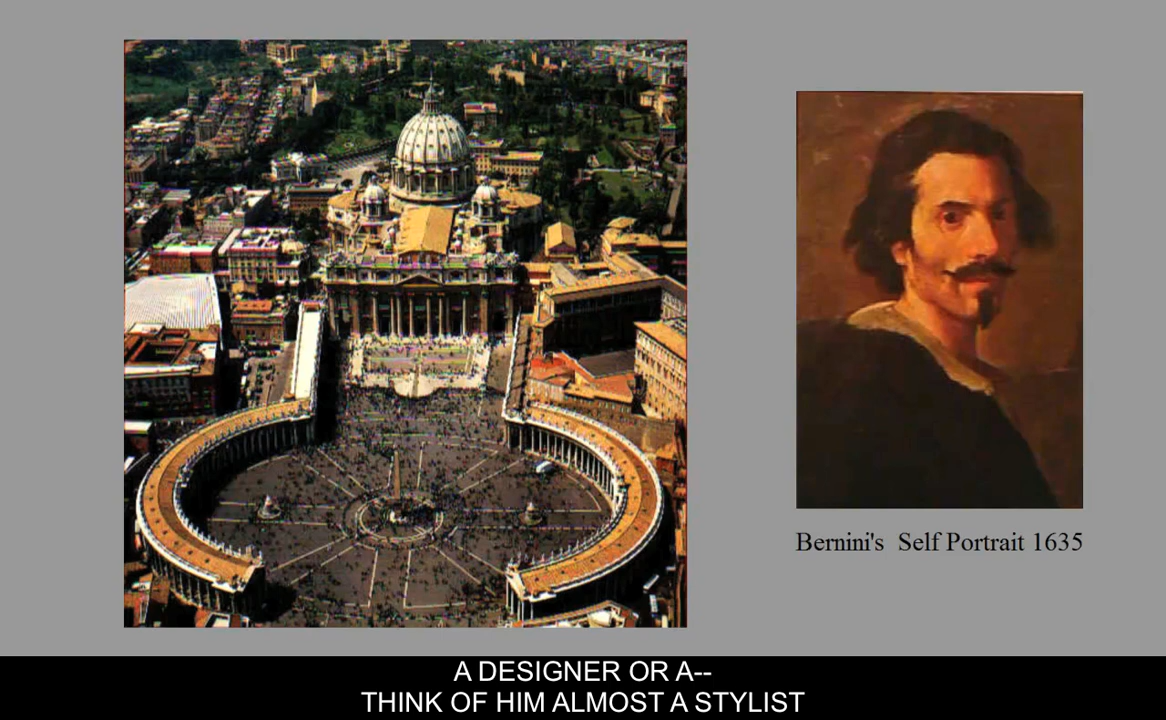 Bernini's Self Portrait 1635
A DESIGNER OR A--
THINK OF HIM ALMOST A STYLIST